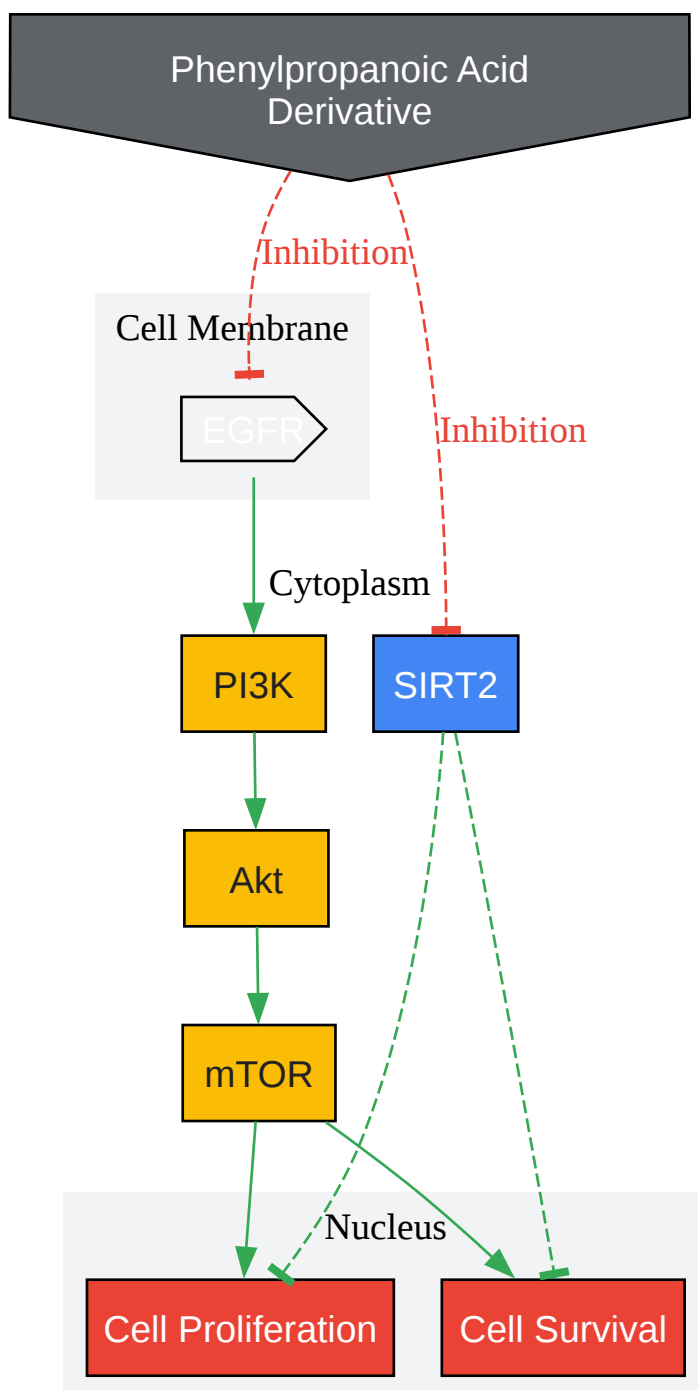 Phenylpropanoic Acid
Derivative
Inhibition
Cell Membrane
EGFR
Inhibition
Cytoplasm
PI3K
SIRT2
Akt
mTOR
Nucleus
Cell Proliferation
Cell Survival